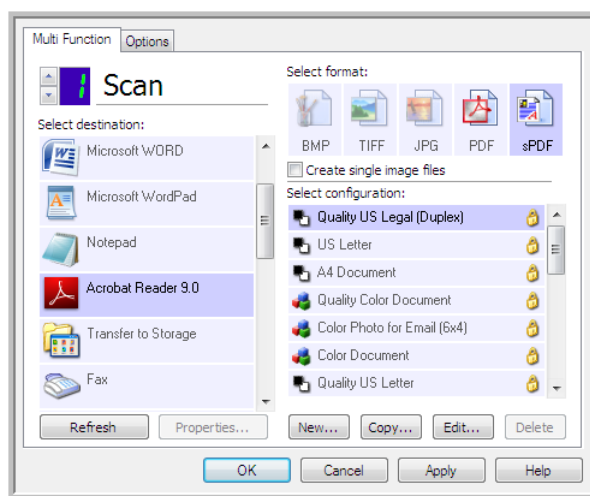 Multi Function
Options
1
Scan
Select destination:
Microsoft WORD
Microsoft WordPad
Notepad
Acrobat Reader 9.0
Transfer to Storage
Fax
Refresh
Properties...
Select format:
BMP
TIFF
JPG
PDF
sPDF
Create single image files
Select configuration:
Quality US Legal (Duplex)
US Letter
A4 Document
Quality Color Document
Color Photo for Email (6x4)
Color Document
Quality US Letter
New...
Copy...
Edit...
Delete
OK
Cancel
Apply
Help